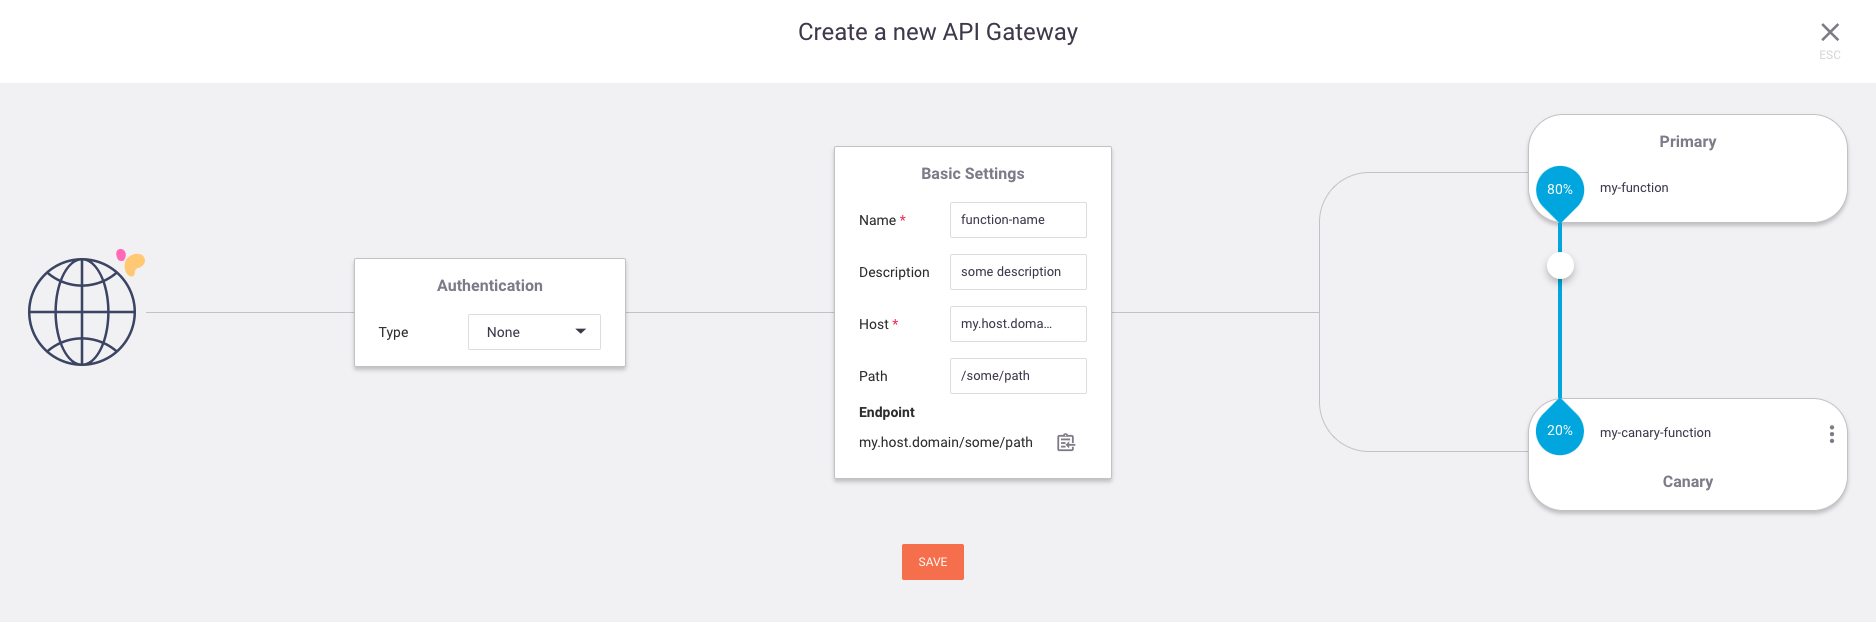 Create a new API Gateway
ESC
Authentication
Type None
Basic Settings
Name * function-name
Description some description
Host * my.host.doma...
Path /some/path
Endpoint
my.host.domain/some/path
Primary
80% my-function
20% my-canary-function
Canary
SAVE